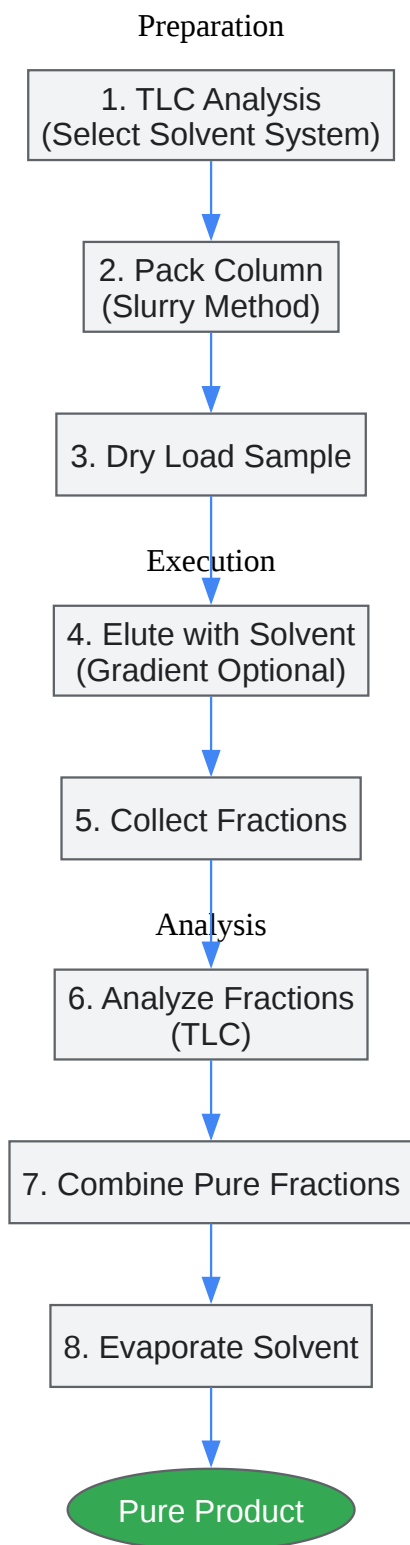 Preparation
1. TLC Analysis
(Select Solvent System)
2. Pack Column
(Slurry Method)
3. Dry Load Sample
Execution
4. Elute with Solvent
(Gradient Optional)
5. Collect Fractions
Analysis
6. Analyze Fractions
(TLC)
7. Combine Pure Fractions
8. Evaporate Solvent
Pure Product